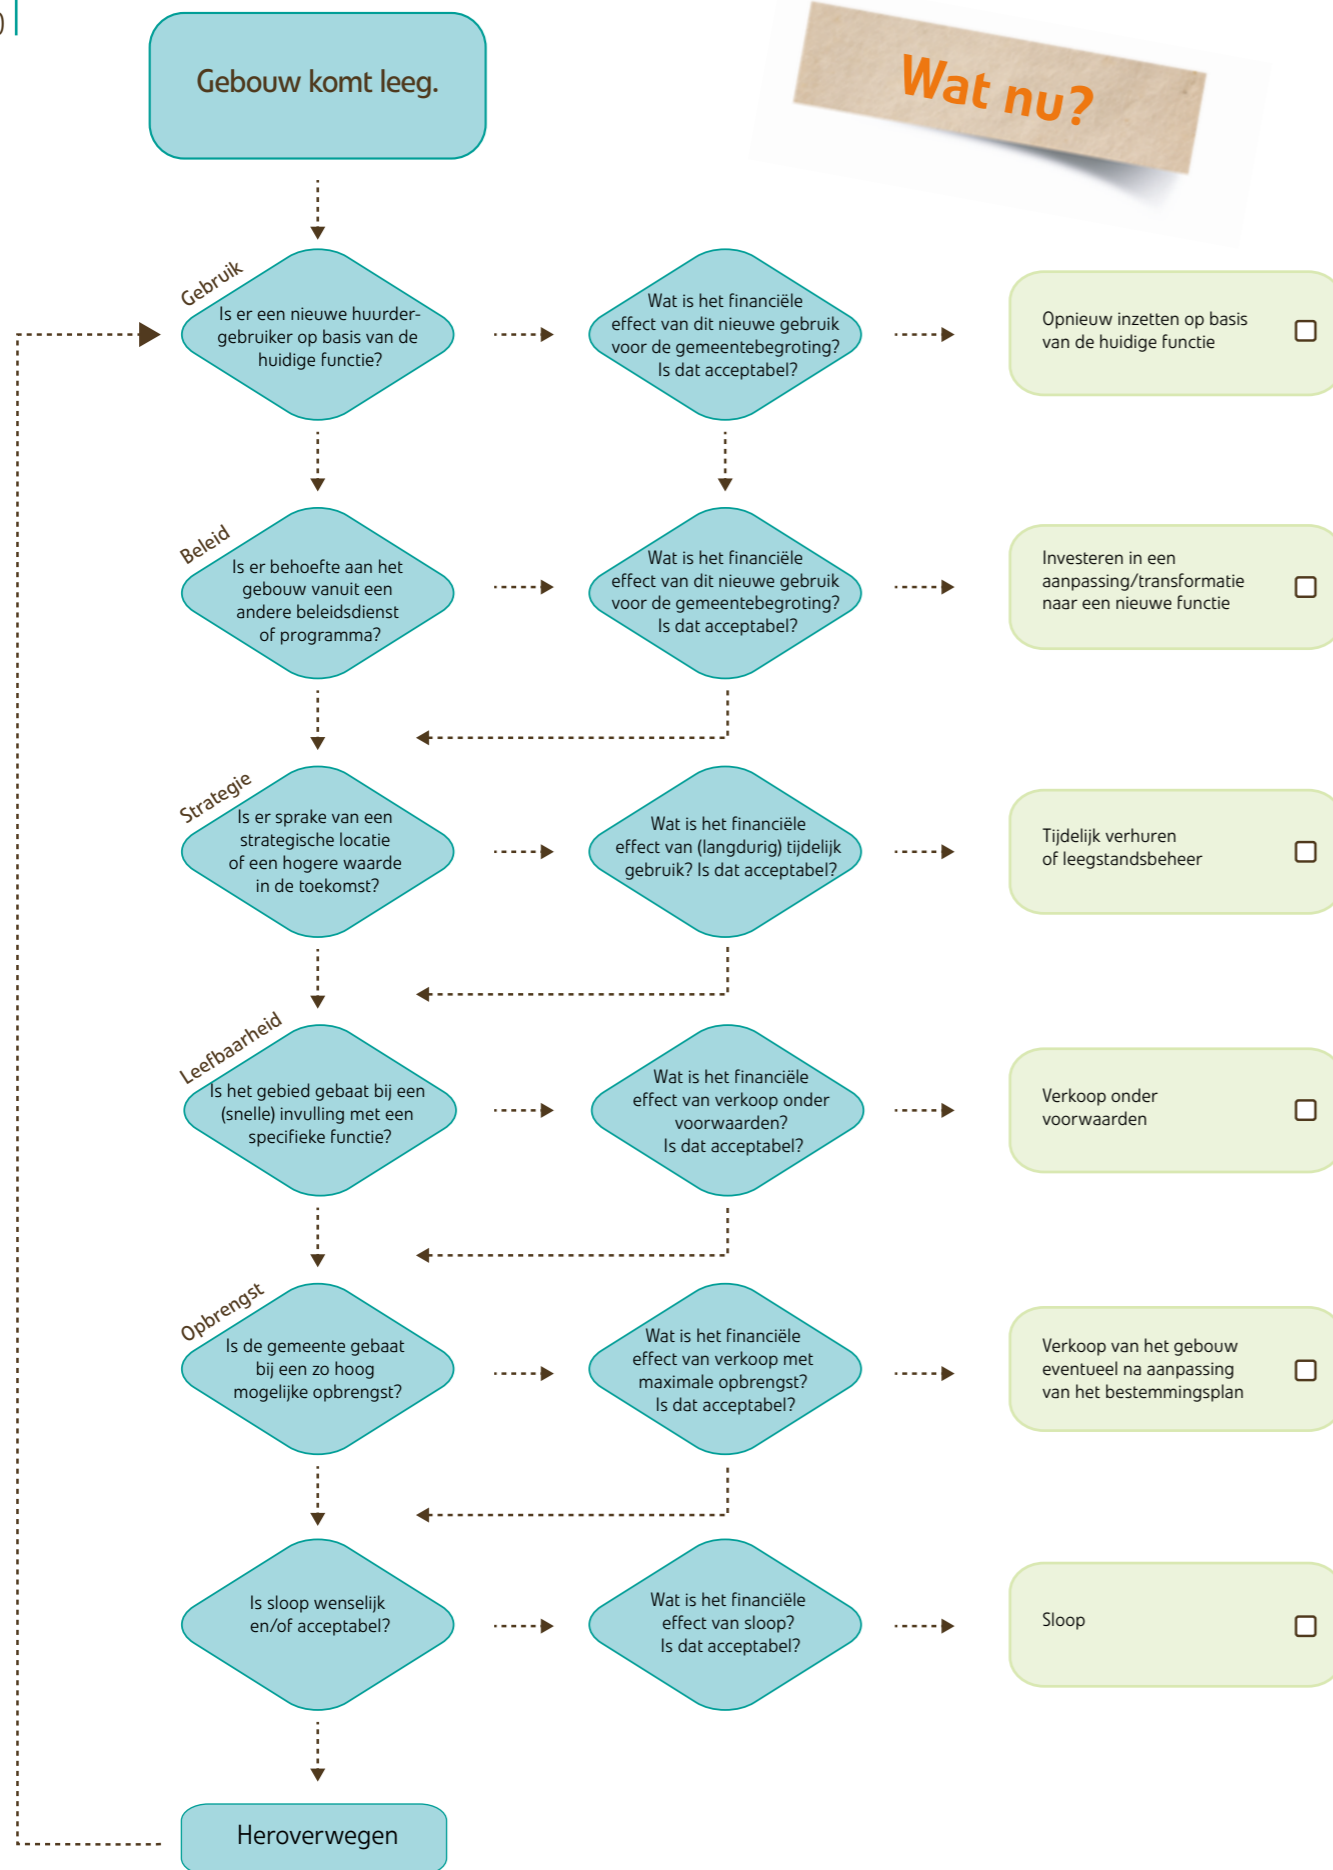 Gebouw komt leeg.
Wat nu?
Gebruik
Is er een nieuwe huurder-
gebruiker op basis van de
huidige functie?
Wat is het financiële
effect van dit nieuwe gebruik
voor de gemeentebegroting?
Is dat acceptabel?
Opnieuw inzetten op basis
van de huidige functie
Beleid
Is er behoefte aan het
gebouw vanuit een
andere beleidsdienst
of programma?
Wat is het financiële
effect van dit nieuwe gebruik
voor de gemeentebegroting?
Is dat acceptabel?
Investeren in een
aanpassing/transformatie
naar een nieuwe functie
Strategie
Is er sprake van een
strategische locatie
of een hogere waarde
in de toekomst?
Wat is het financiële
effect van (langdurig) tijdelijk
gebruik? Is dat acceptabel?
Tijdelijk verhuren
of leegstandsbeheer
Leefbaarheid
Is het gebied gebaat bij een
(snelle) invulling met een
specifieke functie?
Wat is het financiële
effect van verkoop onder
voorwaarden?
Is dat acceptabel?
Verkoop onder
voorwaarden
Opbrengst
Is de gemeente gebaat
bij een zo hoog
mogelijke opbrengst?
Wat is het financiële
effect van verkoop met
maximale opbrengst?
Is dat acceptabel?
Verkoop van het gebouw
eventueel na aanpassing
van het bestemmingsplan
Is sloop wenselijk
en/of acceptabel?
Wat is het financiële
effect van sloop?
Is dat acceptabel?
Sloop
Heroverwegen